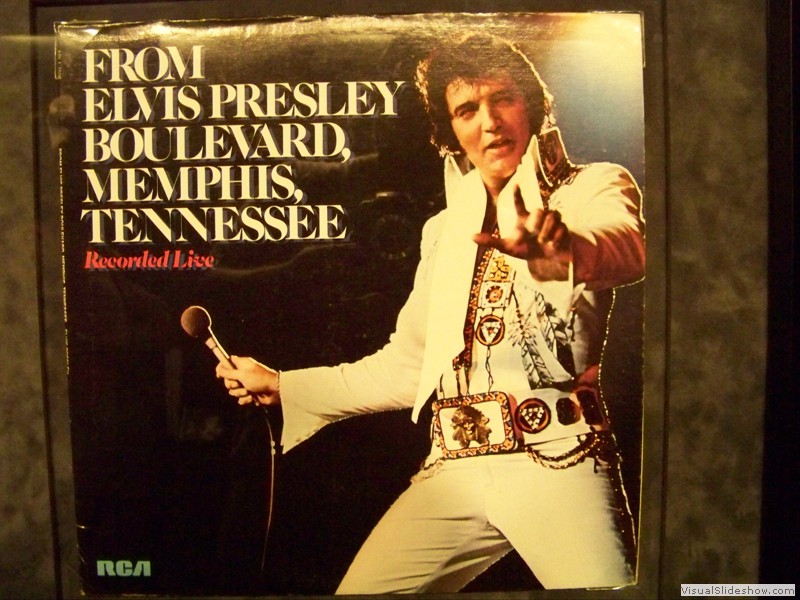 FROM
ELVIS PRESLEY
BOULEVARD,
MEMPHIS,
TENNESSEE
Recorded Live
RCA
VisualSlideshow.com